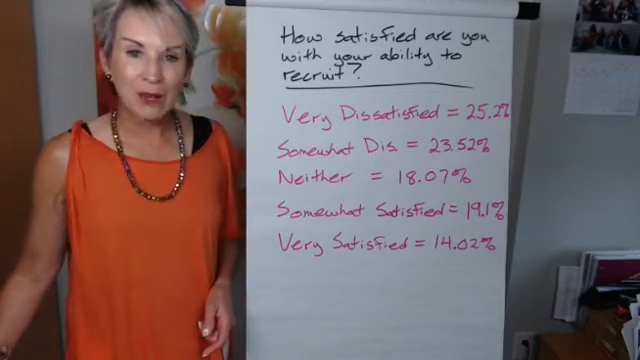 How satisfied are you
with your ability to
recruit?
Very Dissatisfied = 25.2%
Somewhat Dis. = 23.52%
Neither = 18.07%
Somewhat Satisfied = 19.1%
Very Satisfied = 14.02%